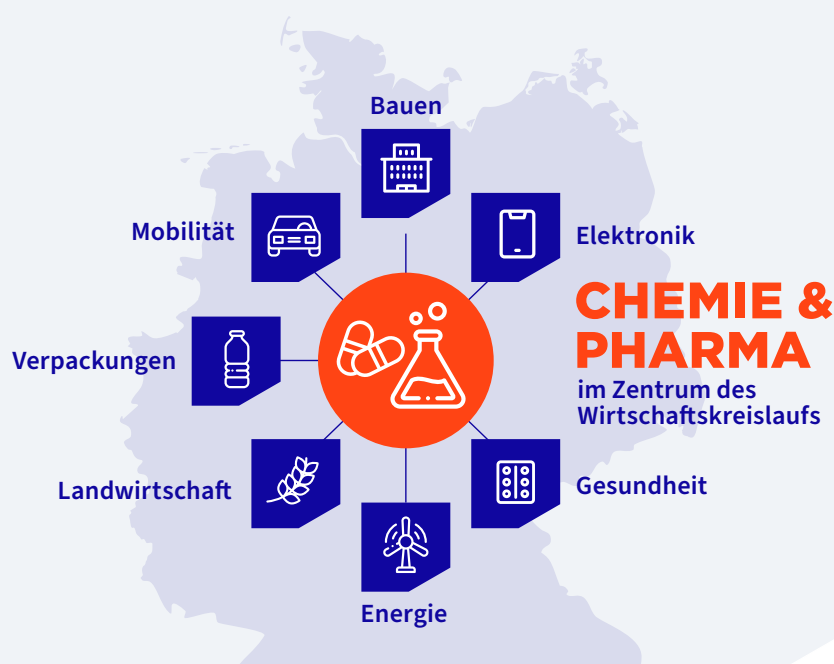 Bauen
Mobilität
Elektronik
CHEMIE &
PHARMA
im Zentrum des
Wirtschaftskreislaufs
Verpackungen
Landwirtschaft
Gesundheit
Energie